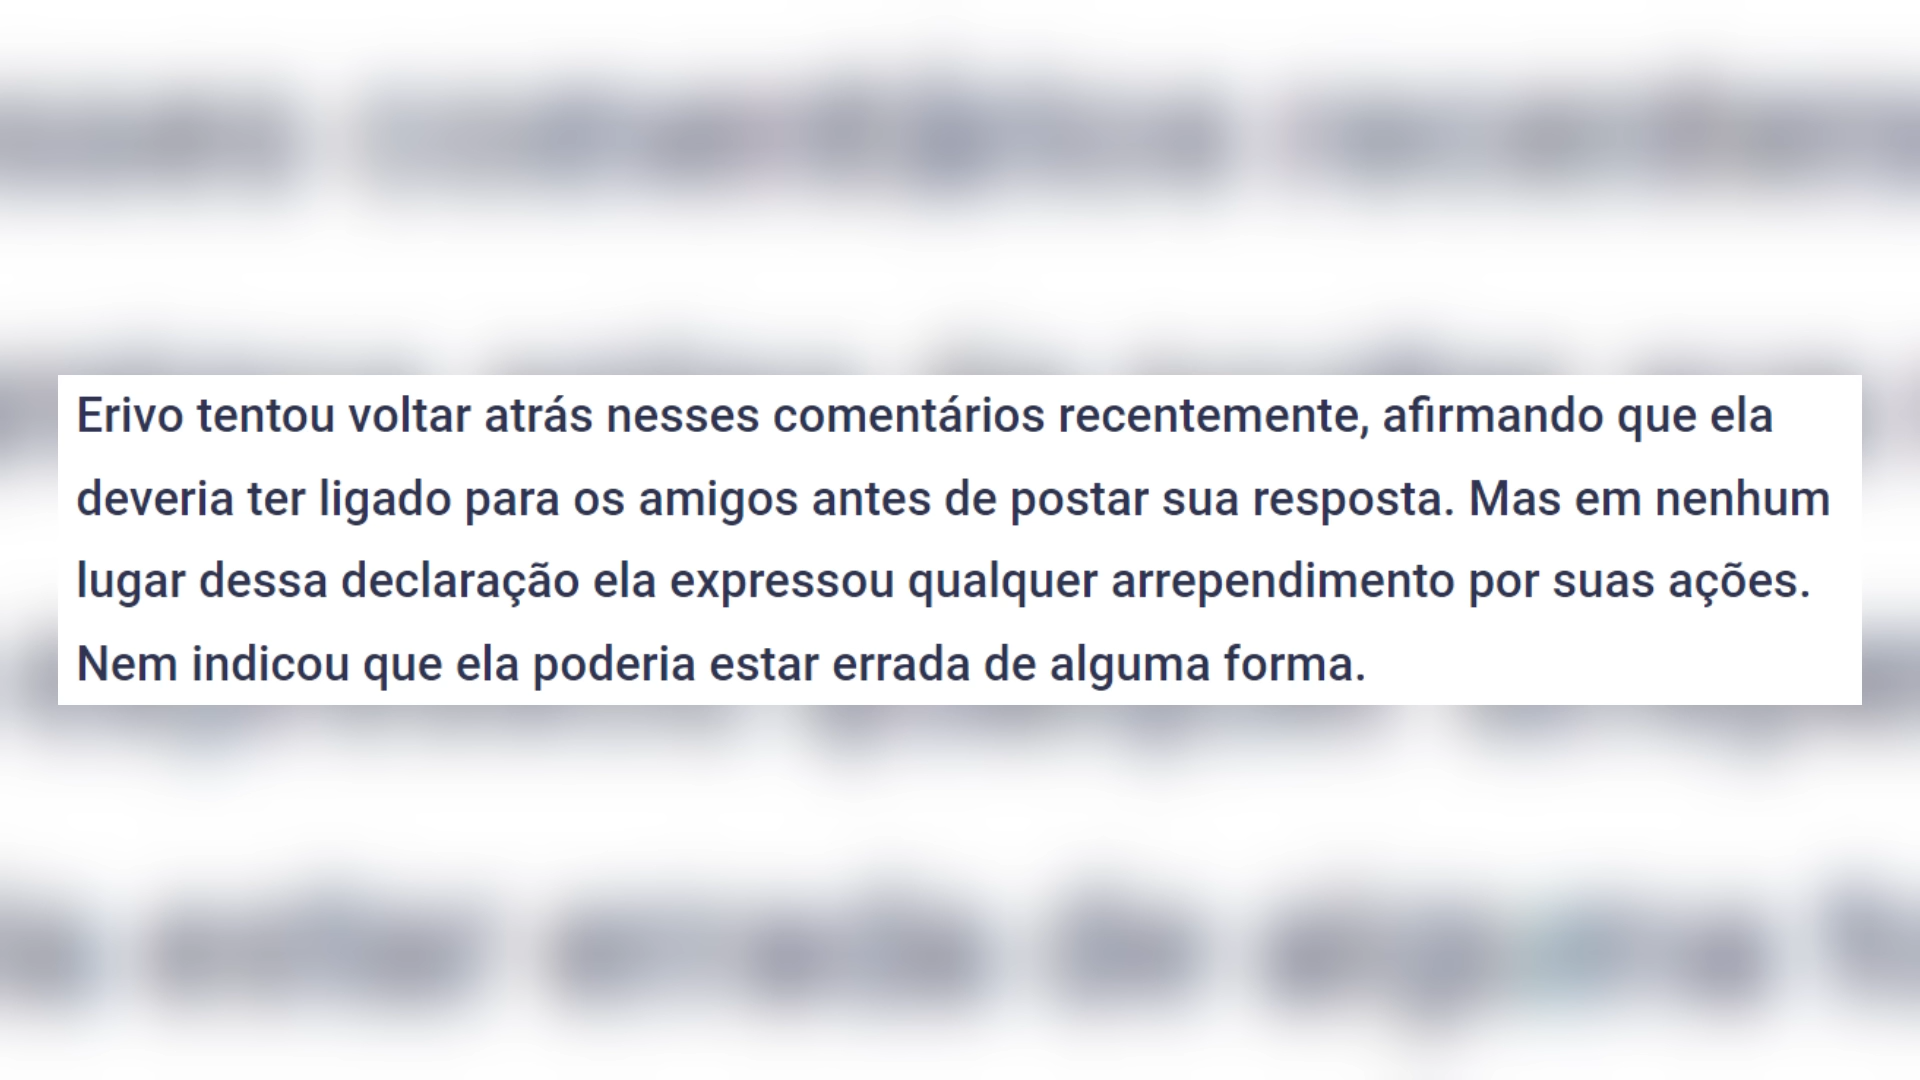 Erivo tentou voltar atrás nesses comentários recentemente, afirmando que ela
deveria ter ligado para os amigos antes de postar sua resposta. Mas em nenhum
lugar dessa declaração ela expressou qualquer arrependimento por suas ações.
Nem indicou que ela poderia estar errada de alguma forma.